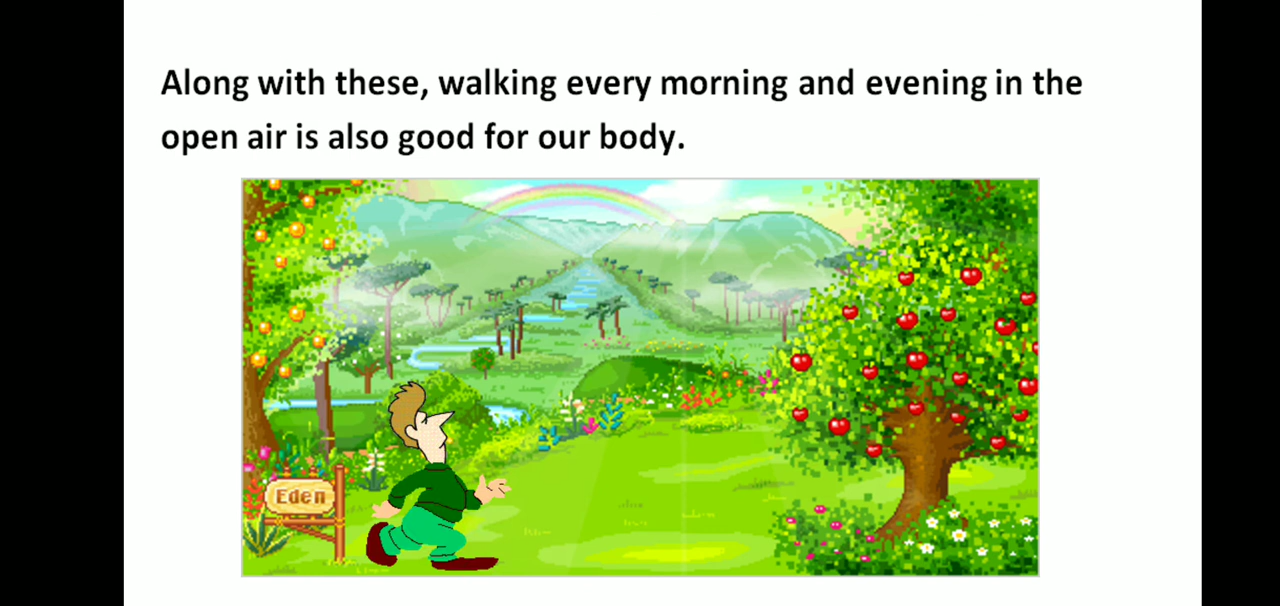 Along with these, walking every morning and evening in the
open air is also good for our body.
Eden